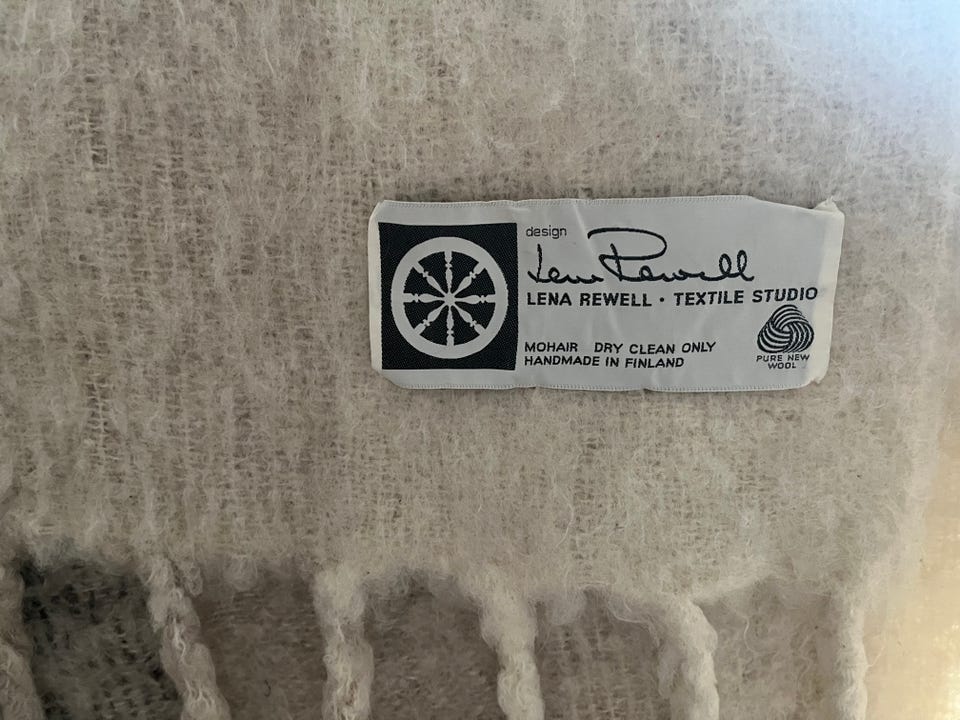 design
Lena Rewell
LENA REWELL • TEXTILE STUDIO
MOHAIR DRY CLEAN ONLY
HANDMADE IN FINLAND
PURE NEW
WOOL